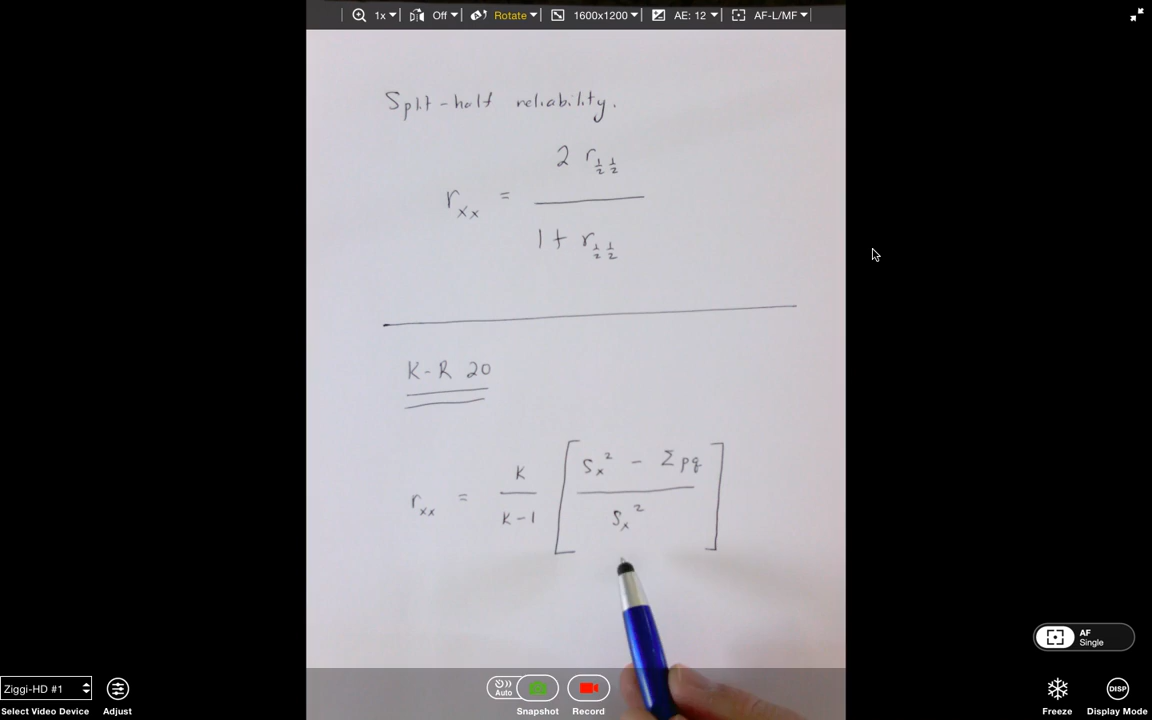 1x Off Rotate 1600x1200 AE: 12 AF-L/MF
Split-half reliability.
r_xx = 2 r_½½ / 1 + r_½½
K-R 20
r_xx = K / K-1 [ S_x² - Σpq / S_x² ]
AF
Single
Ziggi-HD #1
Select Video Device
Adjust
Auto
Snapshot
Record
Freeze
DISP
Display Mode